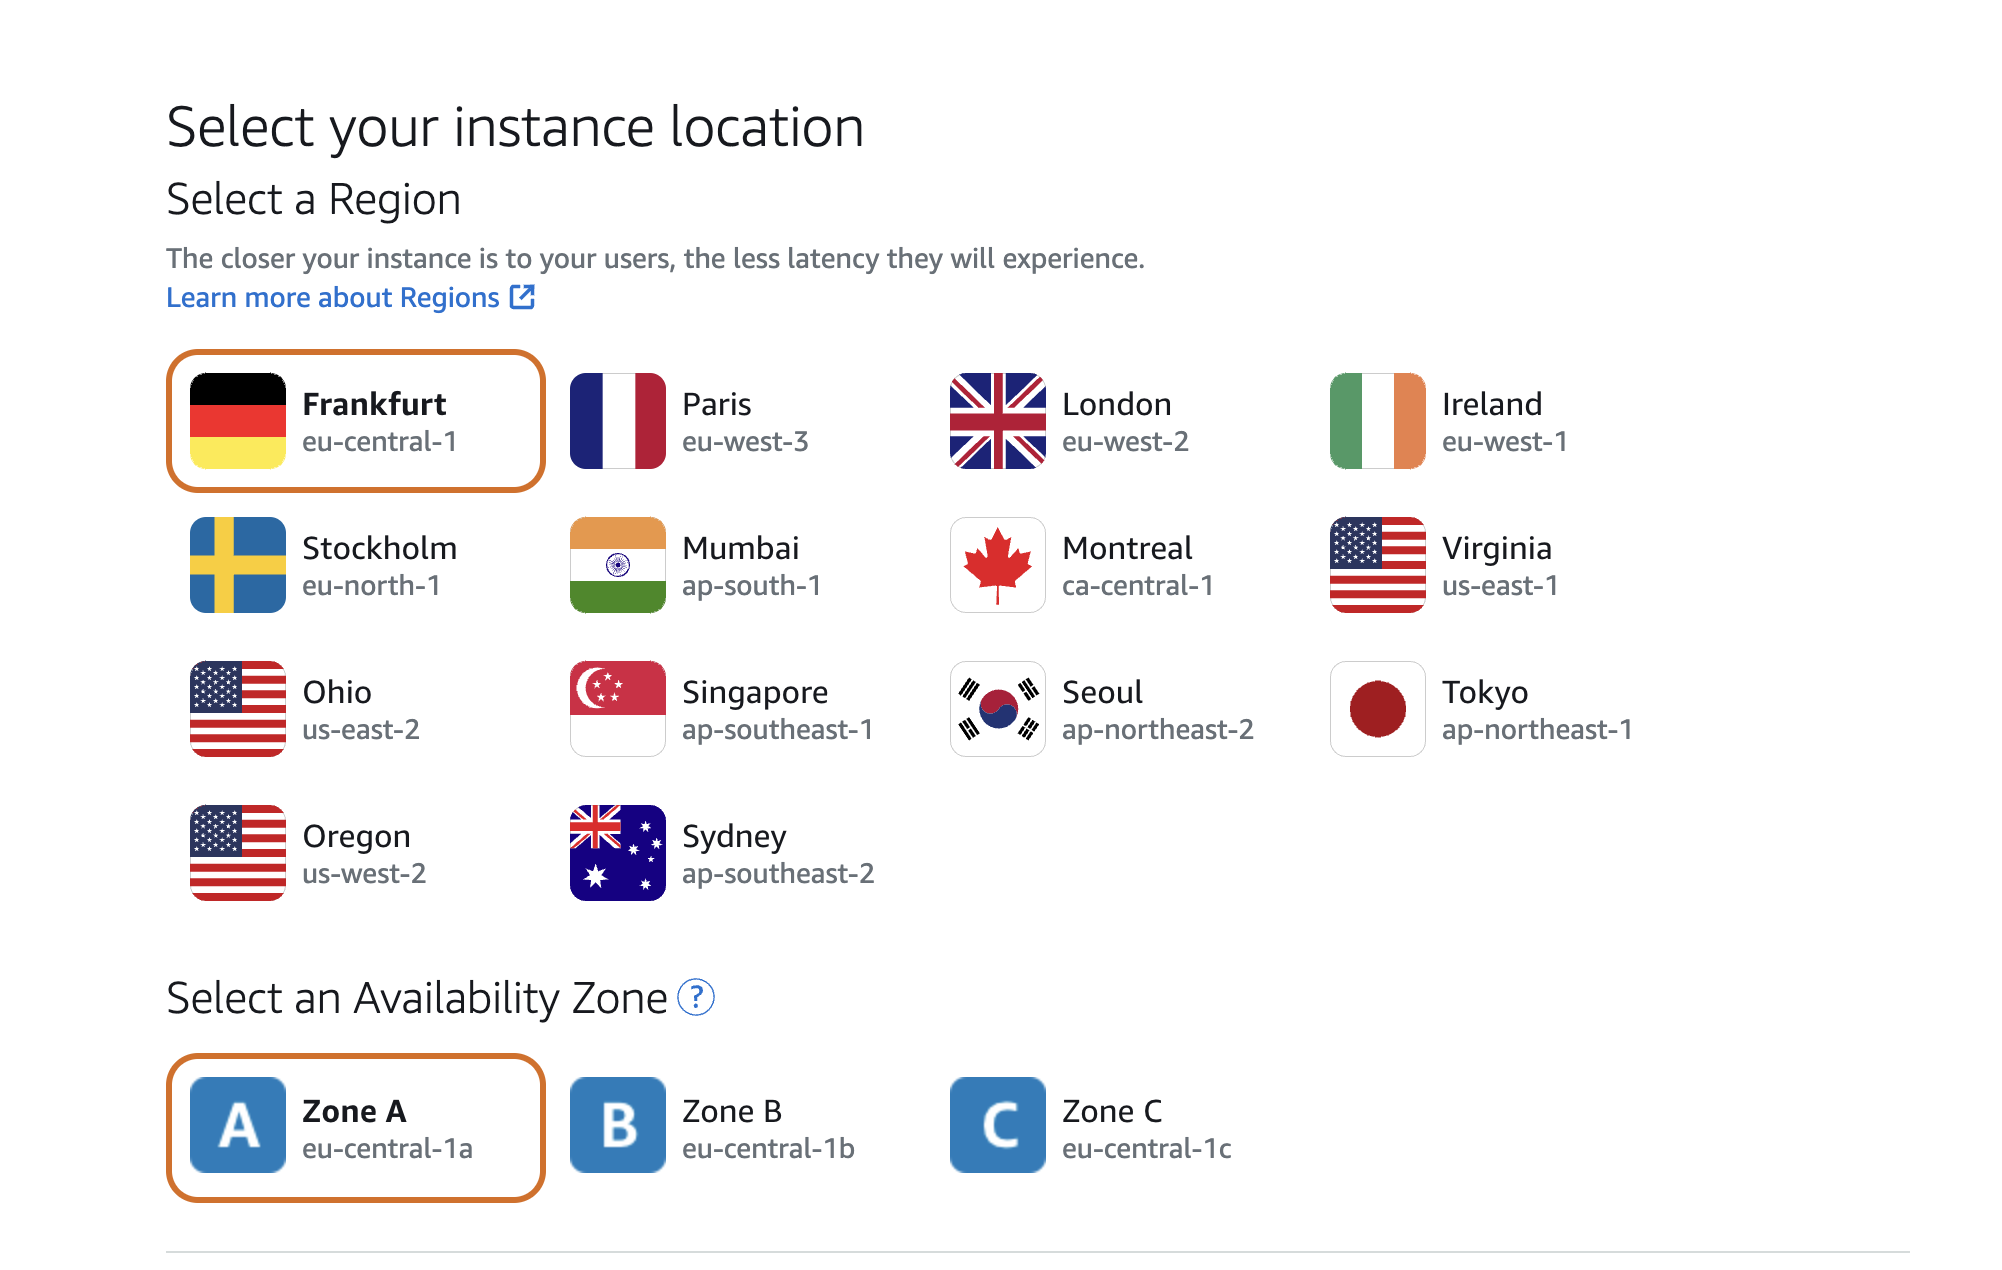 Select your instance location
Select a Region
The closer your instance is to your users, the less latency they will experience.
Learn more about Regions
Frankfurt
eu-central-1
Paris
eu-west-3
London
eu-west-2
Ireland
eu-west-1
Stockholm
eu-north-1
Mumbai
ap-south-1
Montreal
ca-central-1
Virginia
us-east-1
Ohio
us-east-2
Singapore
ap-southeast-1
Seoul
ap-northeast-2
Tokyo
ap-northeast-1
Oregon
us-west-2
Sydney
ap-southeast-2
Select an Availability Zone ?
A
Zone A
eu-central-1a
B
Zone B
eu-central-1b
C
Zone C
eu-central-1c